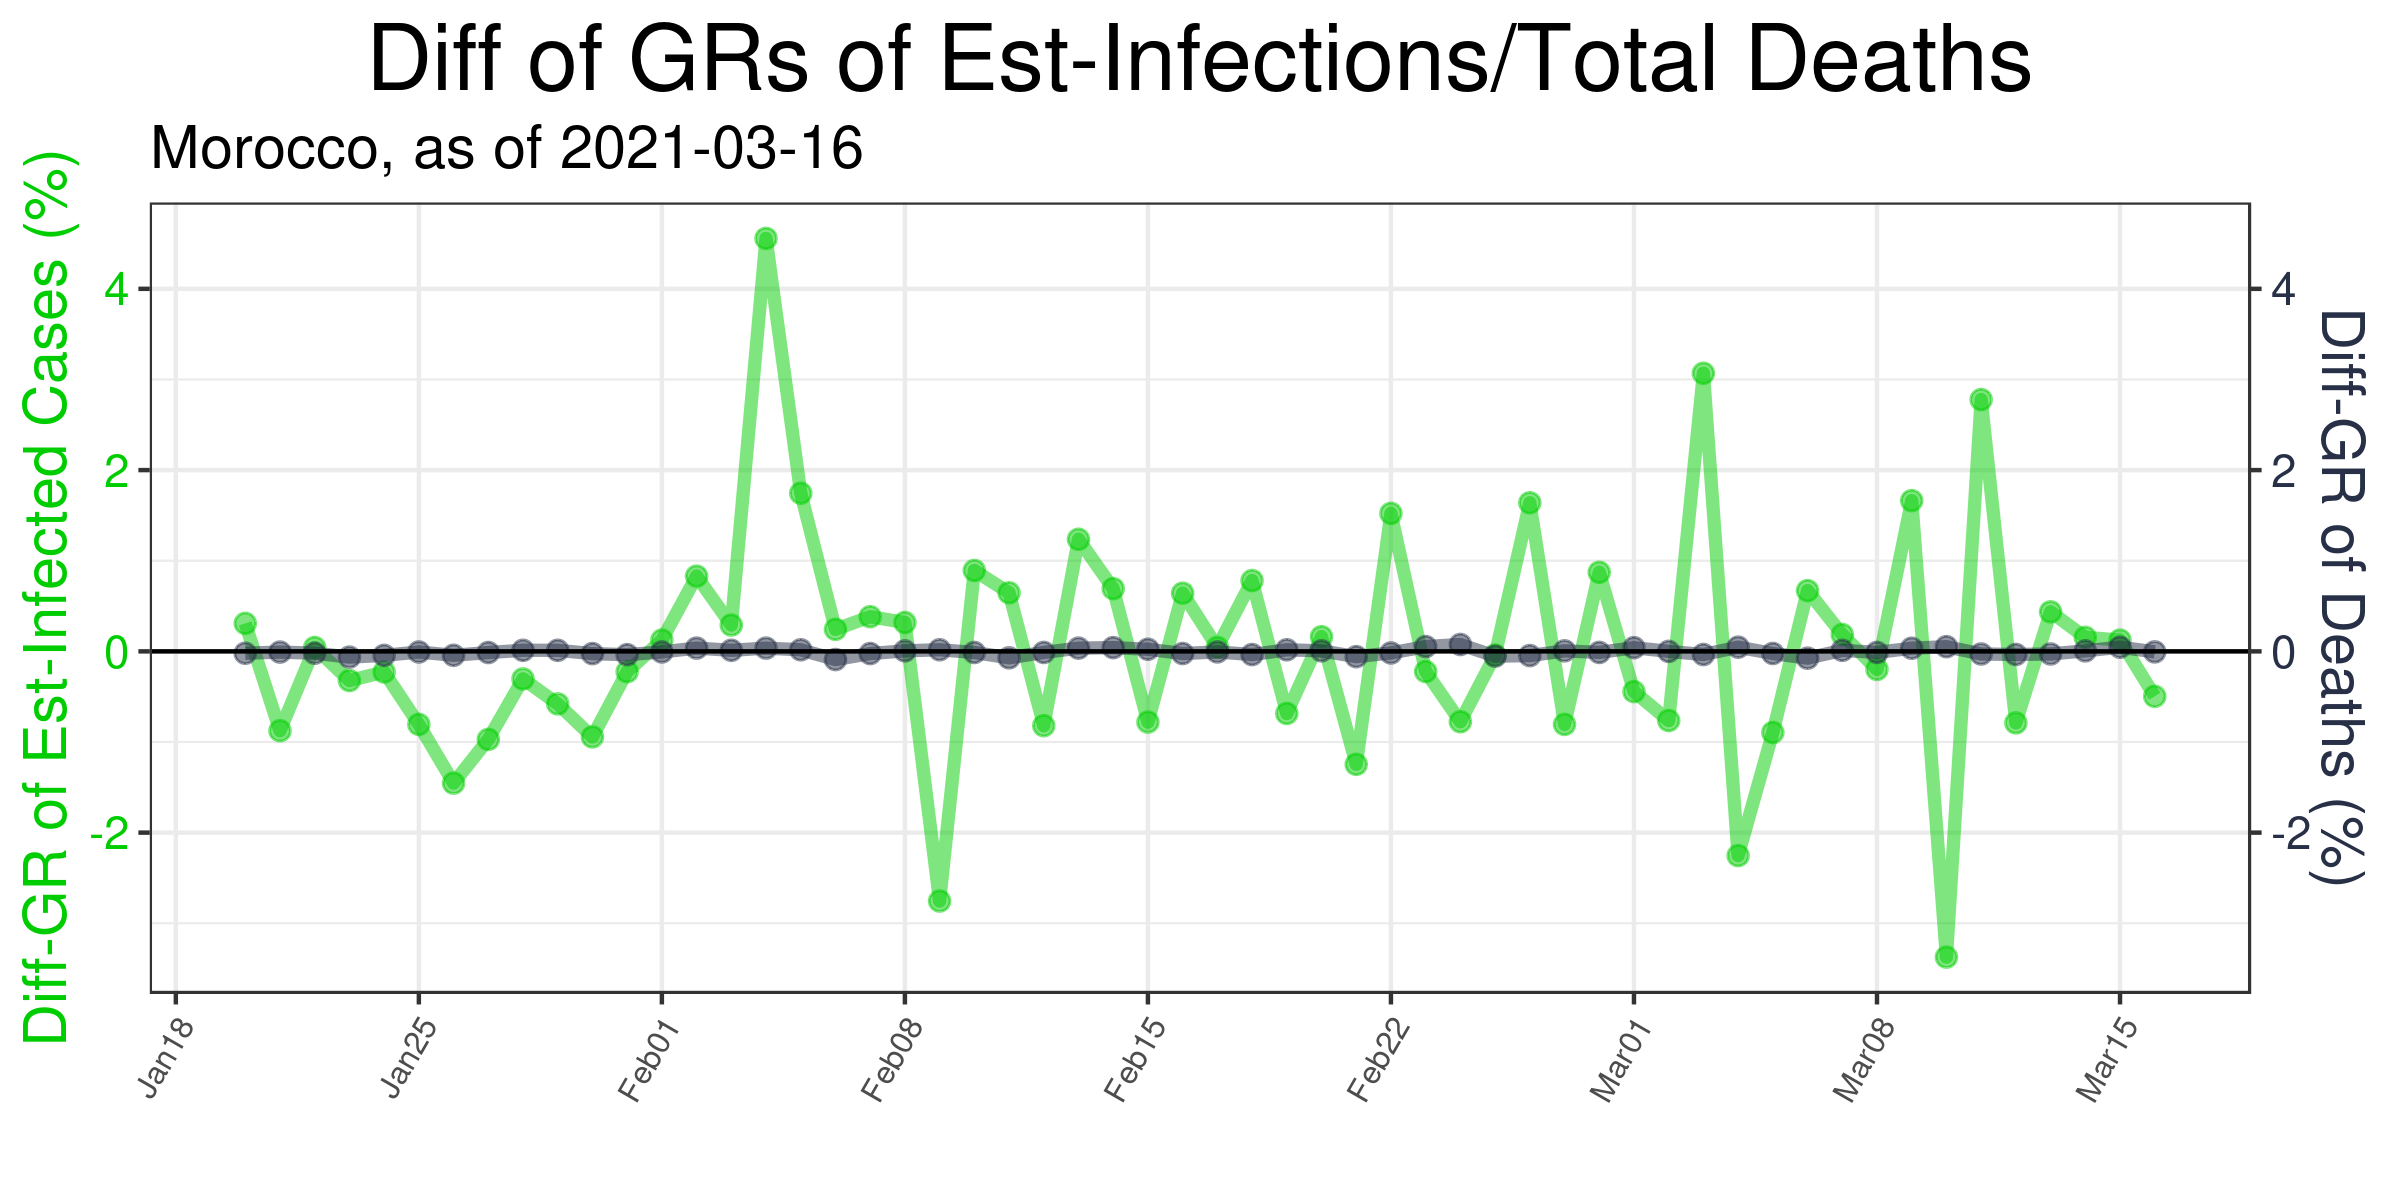 Diff of GRs of Est-Infections/Total Deaths
Morocco, as of 2021-03-16
Diff-GR of Est-Infected Cases (%)
4
2
0
-2
4
2
0
-2
Diff-GR of Deaths (%)
Jan18
Jan25
Feb01
Feb08
Feb15
Feb22
Mar01
Mar08
Mar15